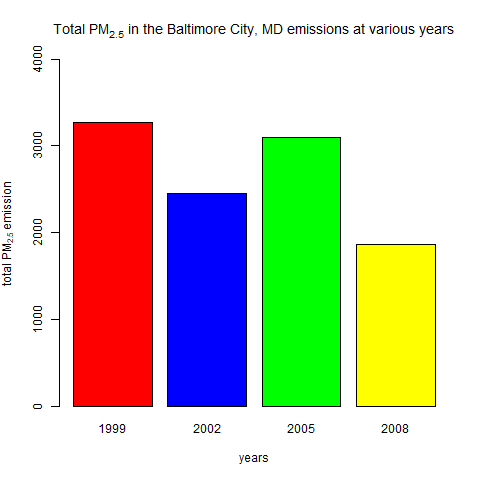 Total PM2.5 in the Baltimore City, MD emissions at various years
total PM2.5 emission
4000
3000
2000
1000
0
1999 2002 2005 2008
years